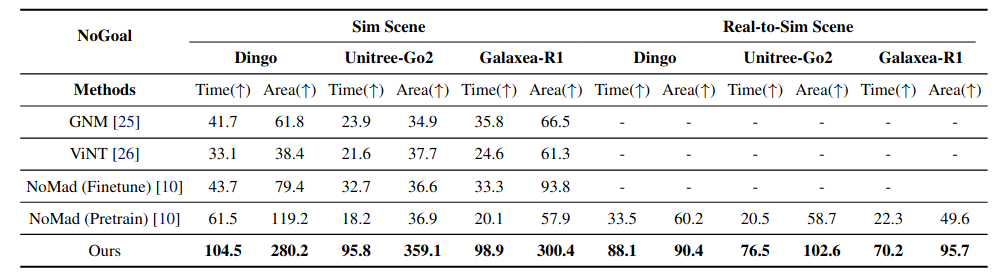 NoGoal Sim Scene Real-to-Sim Scene
Dingo Unitree-Go2 Galaxea-R1 Dingo Unitree-Go2 Galaxea-R1
Methods Time(↑) Area(↑) Time(↑) Area(↑) Time(↑) Area(↑) Time(↑) Area(↑) Time(↑) Area(↑) Time(↑) Area(↑)
GNM [25] 41.7 61.8 23.9 34.9 35.8 66.5 - - - - - -
ViNT [26] 33.1 38.4 21.6 37.7 24.6 61.3 - - - - - -
NoMad (Finetune) [10] 43.7 79.4 32.7 36.6 33.3 93.8 - - - - - -
NoMad (Pretrain) [10] 61.5 119.2 18.2 36.9 20.1 57.9 33.5 60.2 20.5 58.7 22.3 49.6
Ours 104.5 280.2 95.8 359.1 98.9 300.4 88.1 90.4 76.5 102.6 70.2 95.7